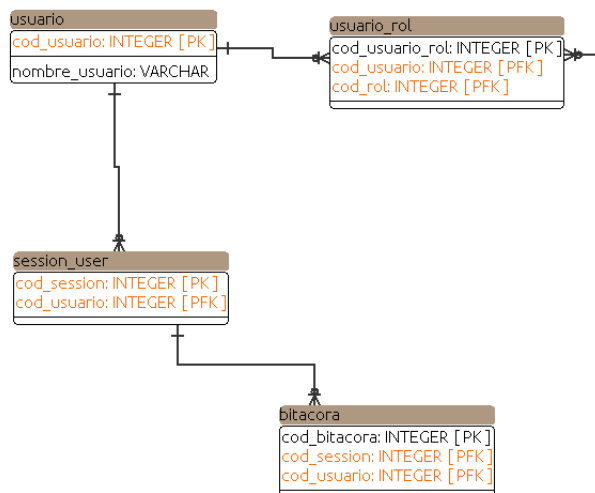 usuario
cod_usuario: INTEGER [PK]
nombre_usuario: VARCHAR
usuario_rol
cod_usuario_rol: INTEGER [PK]
cod_usuario: INTEGER [PFK]
cod_rol: INTEGER [PFK]
session_user
cod_session: INTEGER [PK]
cod_usuario: INTEGER [PFK]
bitacora
cod_bitacora: INTEGER [PK]
cod_session: INTEGER [PFK]
cod_usuario: INTEGER [PFK]